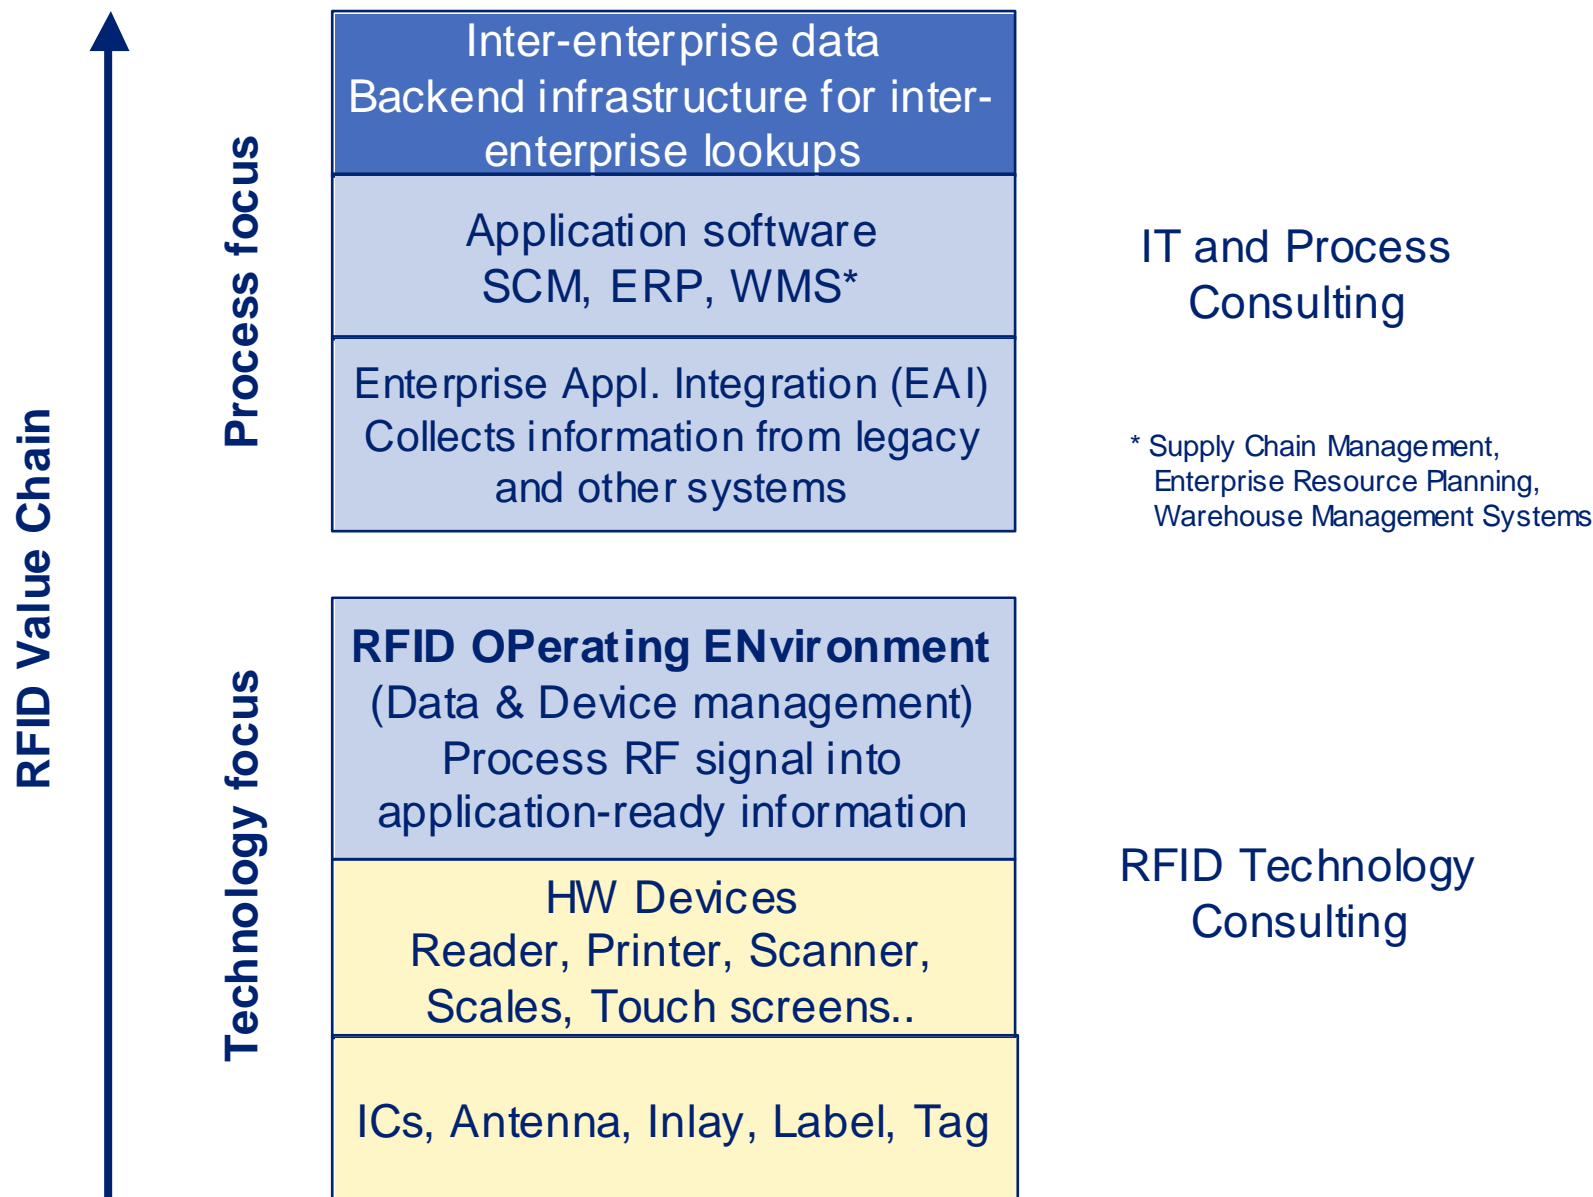 RFID Value Chain
Process focus
Inter-enterprise data
Backend infrastructure for inter-
enterprise lookups
Application software
SCM, ERP, WMS*
Enterprise Appl. Integration (EAI)
Collects information from legacy
and other systems
IT and Process
Consulting
* Supply Chain Management,
Enterprise Resource Planning,
Warehouse Management Systems
Technology focus
RFID OPerating ENvironment
(Data & Device management)
Process RF signal into
application-ready information
HW Devices
Reader, Printer, Scanner,
Scales, Touch screens..
ICs, Antenna, Inlay, Label, Tag
RFID Technology
Consulting